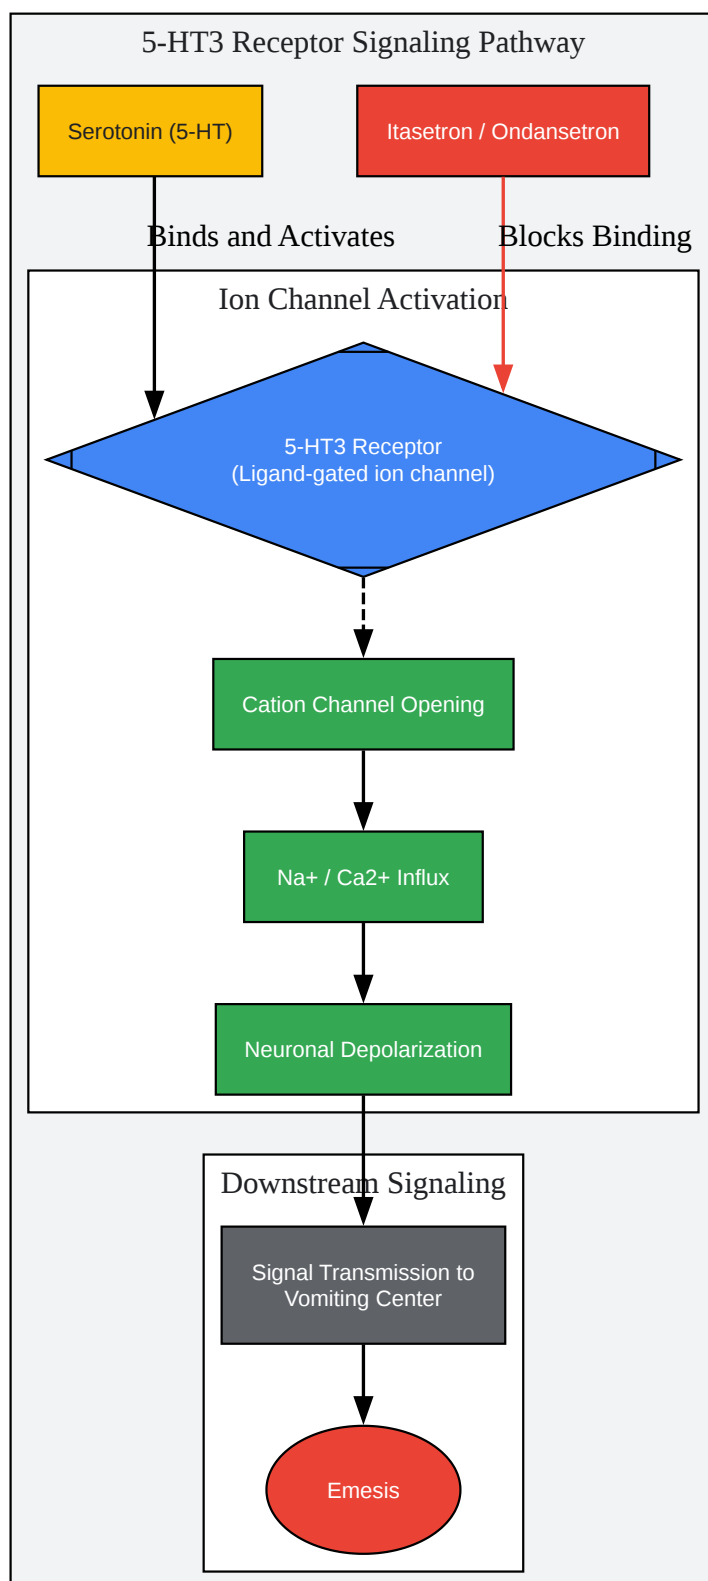 5-HT3 Receptor Signaling Pathway
Serotonin (5-HT)
Itasetron / Ondansetron
Binds and Activates
Blocks Binding
Ion Channel Activation
5-HT3 Receptor
(Ligand-gated ion channel)
Cation Channel Opening
Na+ / Ca2+ Influx
Neuronal Depolarization
Downstream Signaling
Signal Transmission to
Vomiting Center
Emesis